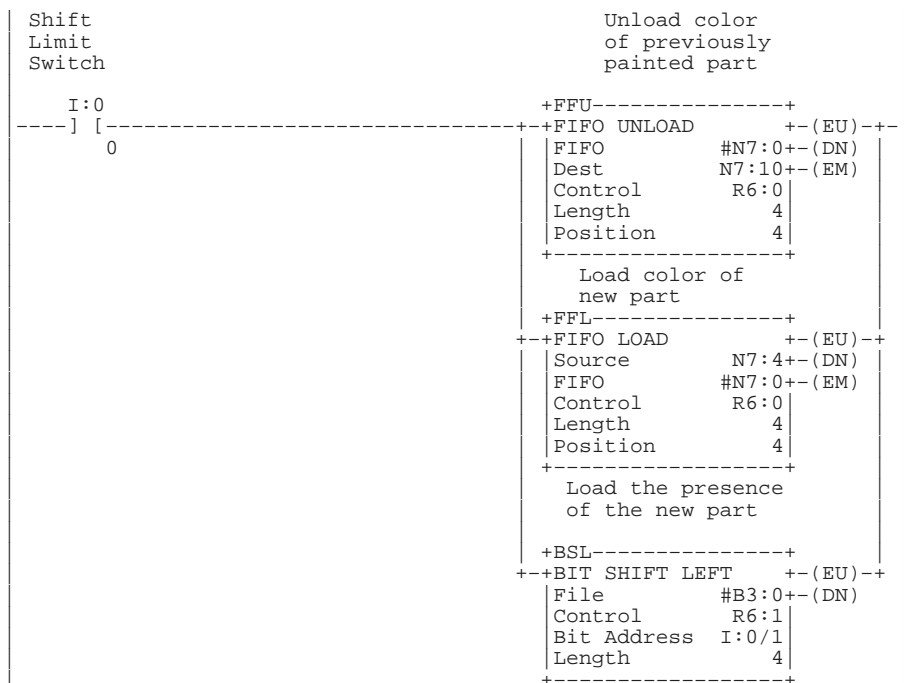 Shift Unload color
Limit of previously
Switch painted part
I:0 +FFU---------------+
----] [--------------------------------+-+FIFO UNLOAD +-(EU)-+-
0 | |FIFO #N7:0+-(DN) |
| |Dest N7:10+-(EM) |
| |Control R6:0| |
| |Length 4| |
| |Position 4| |
| +------------------+ |
| Load color of |
| new part |
| +FFL---------------+ |
+-+FIFO LOAD +-(EU)-+
| |Source N7:4+-(DN) |
| |FIFO #N7:0+-(EM) |
| |Control R6:0| |
| |Length 4| |
| |Position 4| |
| +------------------+ |
| Load the presence |
| of the new part |
| +BSL---------------+ |
+-+BIT SHIFT LEFT +-(EU)-+
|File #B3:0+-(DN)
|Control R6:1|
|Bit Address I:0/1|
|Length 4|
+------------------+